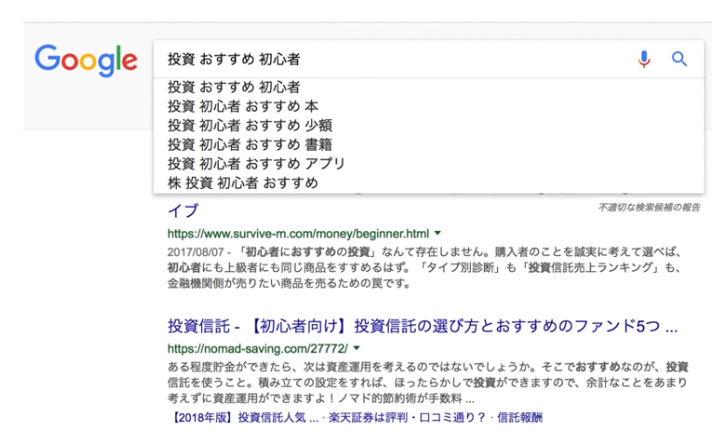 Google
投資 おすすめ 初心者
投資 おすすめ 初心者
投資 初心者 おすすめ 本
投資 初心者 おすすめ 少額
投資 初心者 おすすめ 書籍
投資 初心者 おすすめ アプリ
株 投資 初心者 おすすめ
不適切な検索候補の報告
イブ
https://www.survive-m.com/money/beginner.html
2017/08/07 - 「初心者におすすめの投資」なんて存在しません。購入者のことを誠実に考えて選べば、
初心者にも上級者にも同じ商品をすすめるはず。「タイプ別診断」も「投資信託売上ランキング」も、
金融機関側が売りたい商品を売るための罠です。
投資信託 - 【初心者向け】投資信託の選び方とおすすめのファンド5つ ...
https://nomad-saving.com/27772/
ある程度貯金ができたら、次は資産運用を考えるのではないでしょうか。そこでおすすめなのが、投資
信託を使うこと。積み立ての設定をすれば、ほったらかしで投資ができますので、余計なことをあまり
考えずに資産運用ができますよ！ノマド的節約術が手数料 ...
【2018年版】投資信託人気 ... · 楽天証券は評判・口コミ通り？ · 信託報酬